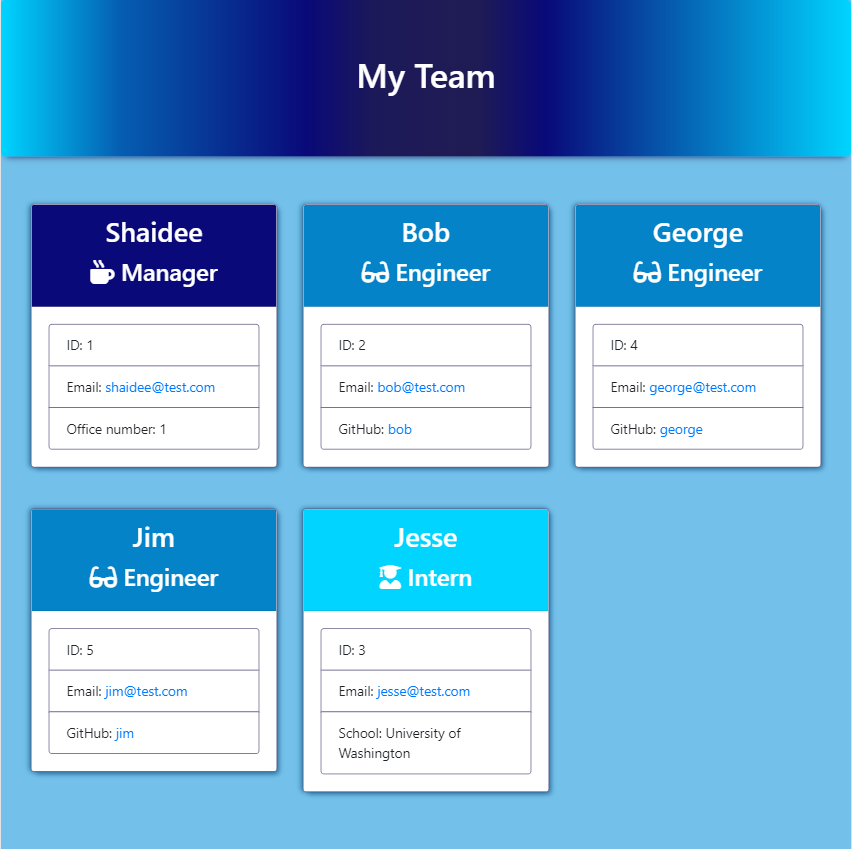 My Team
Shaidee
Manager
ID: 1
Email: shaidee@test.com
Office number: 1
Bob
Engineer
ID: 2
Email: bob@test.com
GitHub: bob
George
Engineer
ID: 4
Email: george@test.com
GitHub: george
Jim
Engineer
ID: 5
Email: jim@test.com
GitHub: jim
Jesse
Intern
ID: 3
Email: jesse@test.com
School: University of
Washington